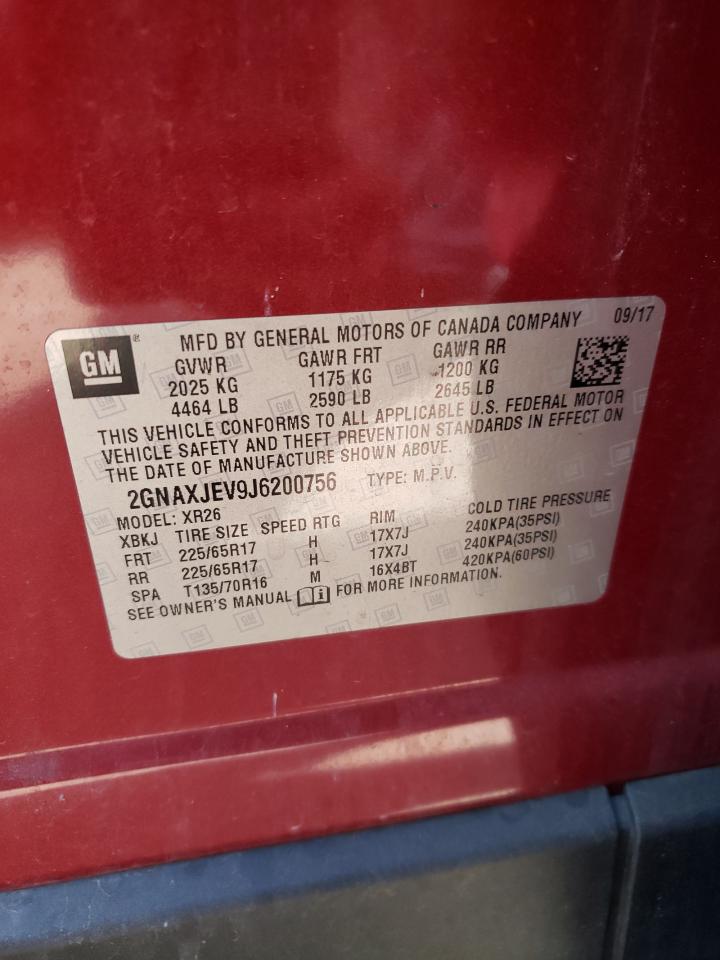 GM ® MFD BY GENERAL MOTORS OF CANADA COMPANY 09/17
GVWR GAWR FRT GAWR RR
2025 KG 1175 KG 1200 KG
4464 LB 2590 LB 2645 LB
THIS VEHICLE CONFORMS TO ALL APPLICABLE U.S. FEDERAL MOTOR
VEHICLE SAFETY AND THEFT PREVENTION STANDARDS IN EFFECT ON
THE DATE OF MANUFACTURE SHOWN ABOVE.
2GNAXJEV9J6200756 TYPE: M.P.V.
MODEL: XR26
XBKJ TIRE SIZE SPEED RTG RIM COLD TIRE PRESSURE
FRT 225/65R17 H 17X7J 240KPA(35PSI)
RR 225/65R17 H 17X7J 240KPA(35PSI)
SPA T135/70R16 M 16X4BT 420KPA(60PSI)
SEE OWNER'S MANUAL FOR MORE INFORMATION.